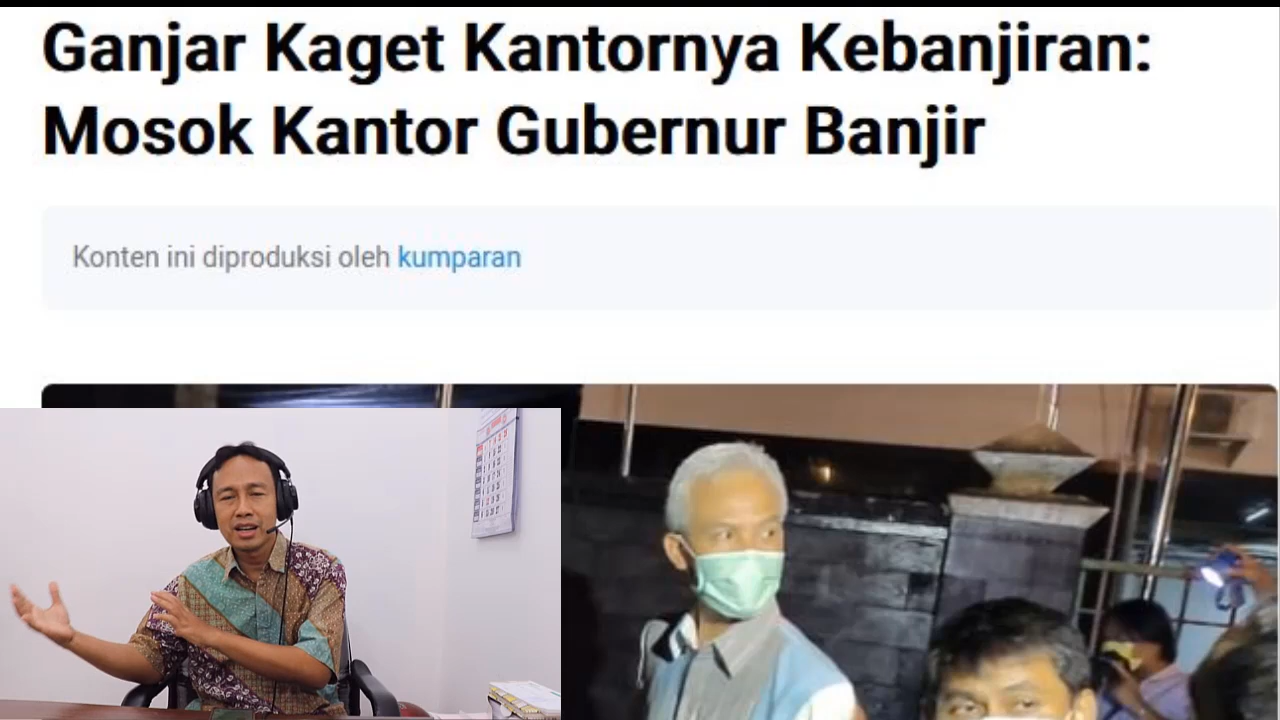 Ganjar Kaget Kantornya Kebanjiran:
Mosok Kantor Gubernur Banjir
Konten ini diproduksi oleh kumparan